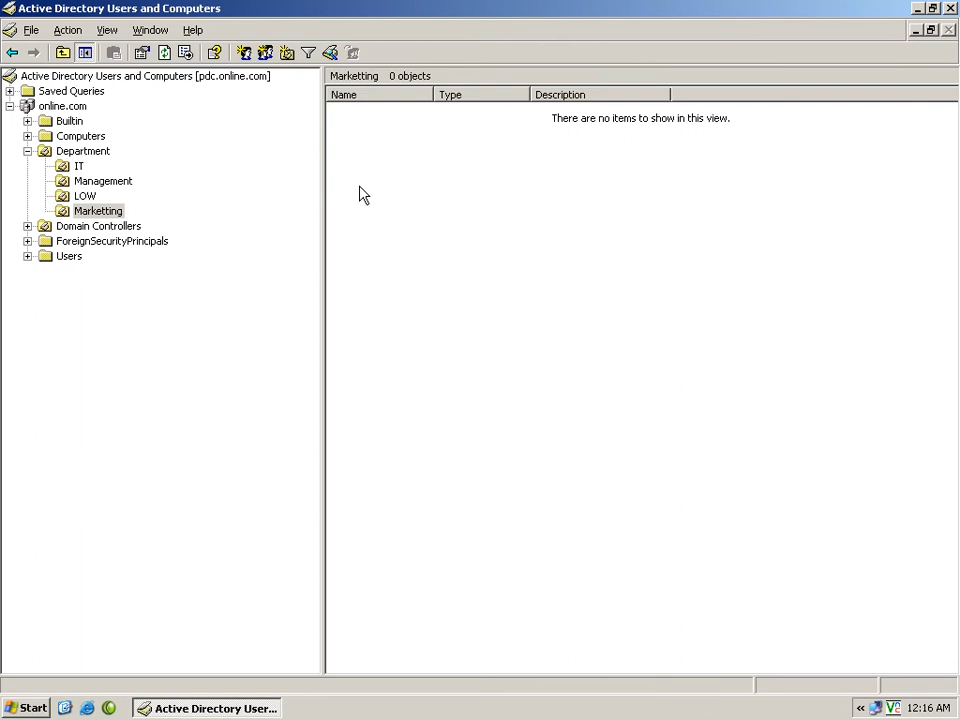 Active Directory Users and Computers
File Action View Window Help
Active Directory Users and Computers [pdc.online.com]
Marketting 0 objects
Saved Queries
Name Type Description
online.com
There are no items to show in this view.
Builtin
Computers
Department
IT
Management
LOW
Marketting
Domain Controllers
ForeignSecurityPrincipals
Users
Start Active Directory User... « 12:16 AM